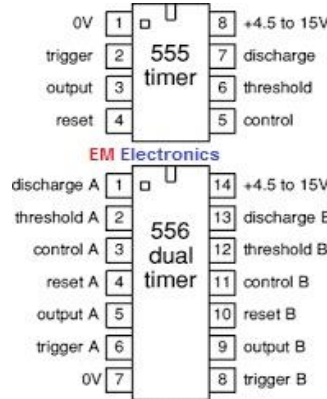 0V 1 8 +4.5 to 15V
trigger 2 555 7 discharge
output 3 timer 6 threshold
reset 4 5 control
EM Electronics
discharge A 1 14 +4.5 to 15V
threshold A 2 556 13 discharge B
control A 3 dual 12 threshold B
reset A 4 timer 11 control B
output A 5 10 reset B
trigger A 6 9 output B
0V 7 8 trigger B